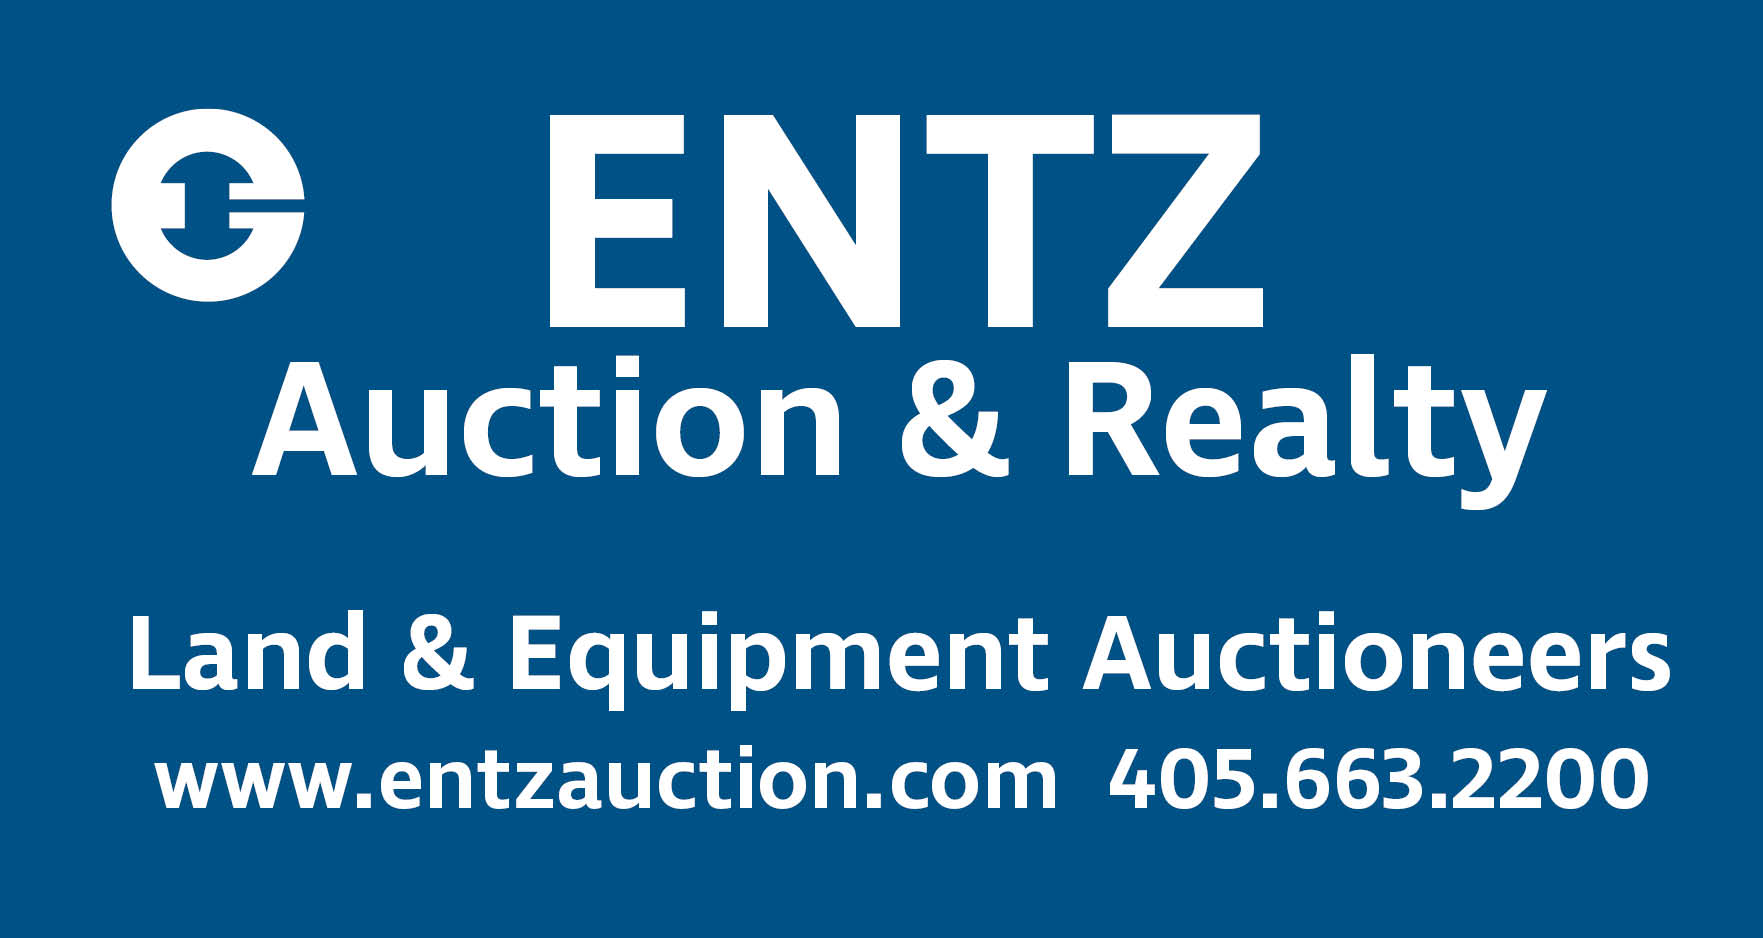 ENTZ
Auction & Realty
Land & Equipment Auctioneers
www.entzauction.com 405.663.2200